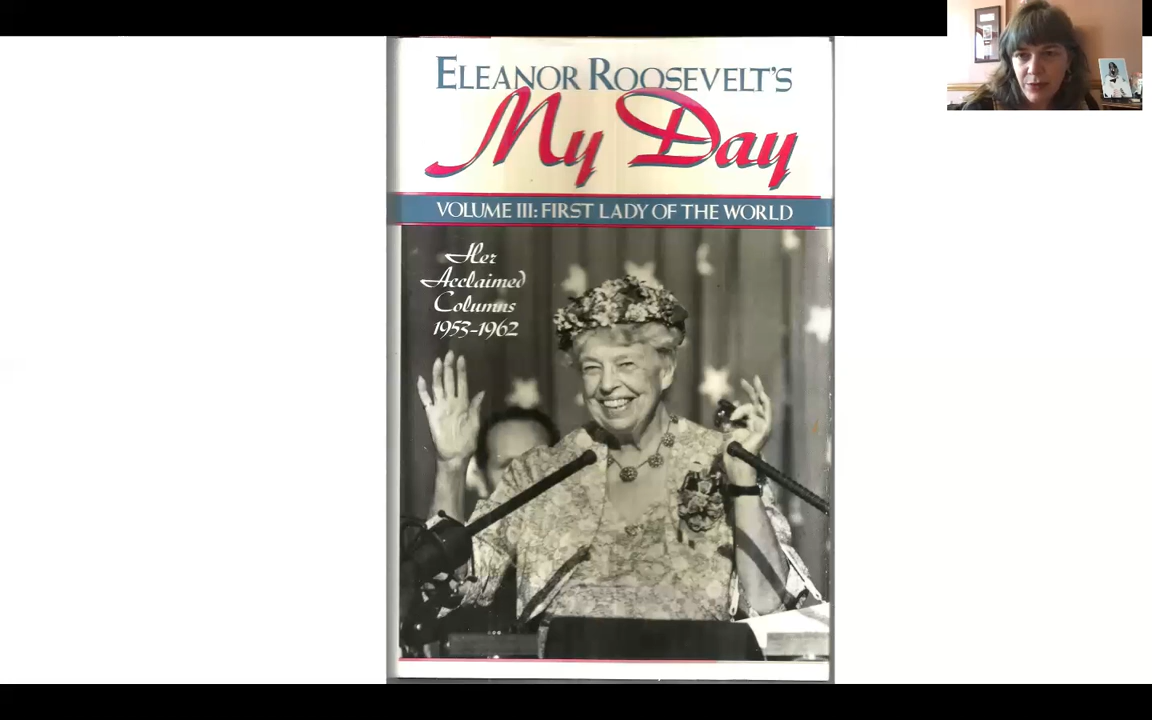 ELEANOR ROOSEVELT'S
My Day
VOLUME III: FIRST LADY OF THE WORLD
Her
Acclaimed
Columns
1953-1962